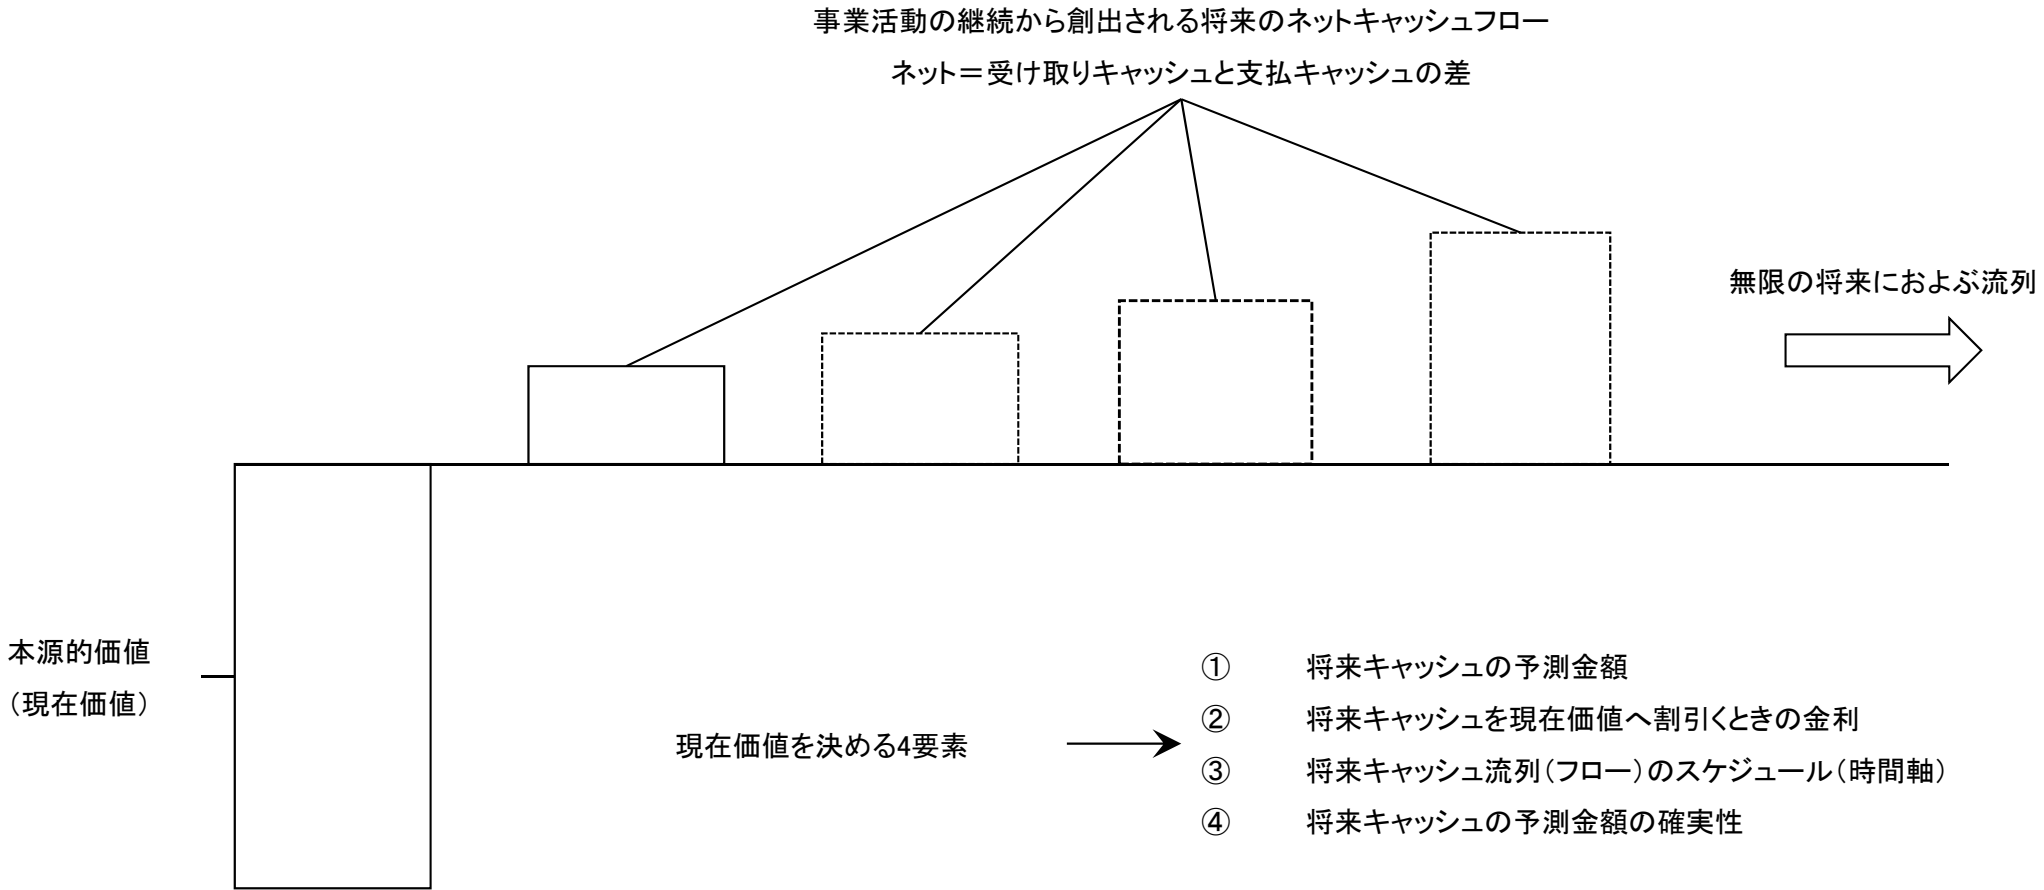 事業活動の継続から創出される将来のネットキャッシュフロー
ネット＝受け取りキャッシュと支払キャッシュの差
無限の将来におよぶ流列
本源的価値
（現在価値）
現在価値を決める4要素
① 将来キャッシュの予測金額
② 将来キャッシュを現在価値へ割引くときの金利
③ 将来キャッシュ流列（フロー）のスケジュール（時間軸）
④ 将来キャッシュの予測金額の確実性